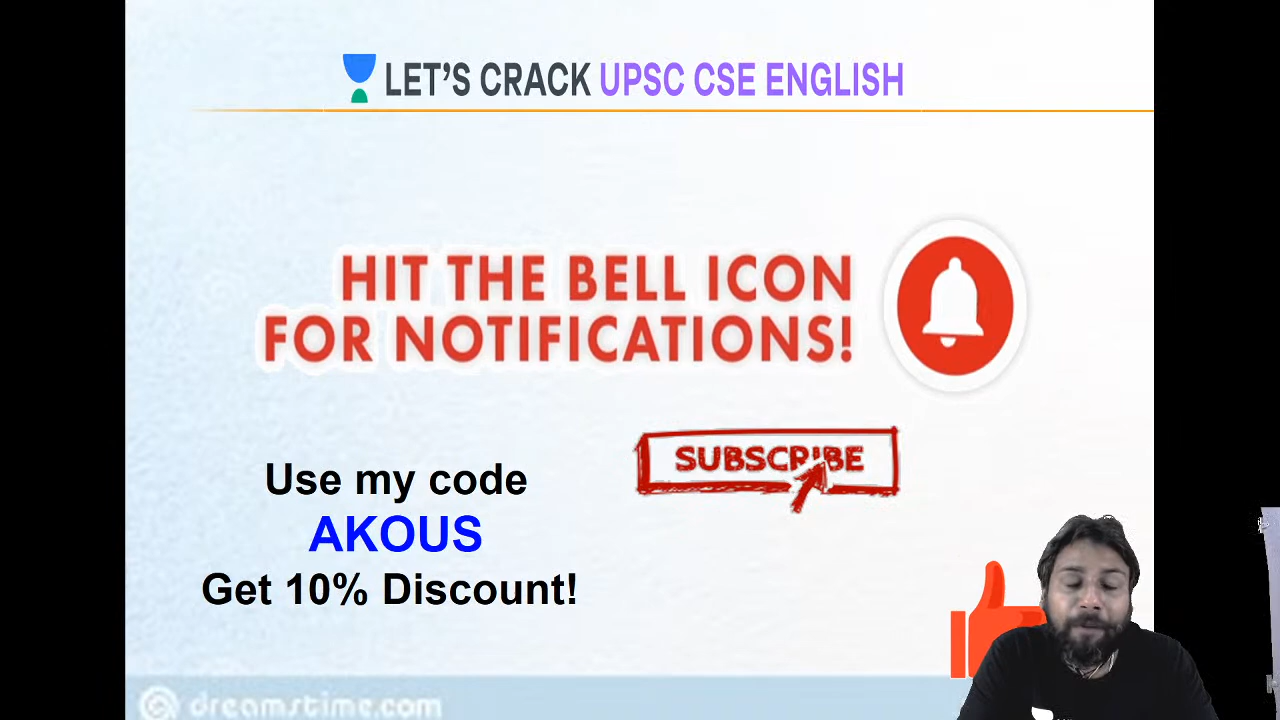 LET'S CRACK UPSC CSE ENGLISH
HIT THE BELL ICON
FOR NOTIFICATIONS!
SUBSCRIBE
Use my code
AKOUS
Get 10% Discount!
dreamstime.com